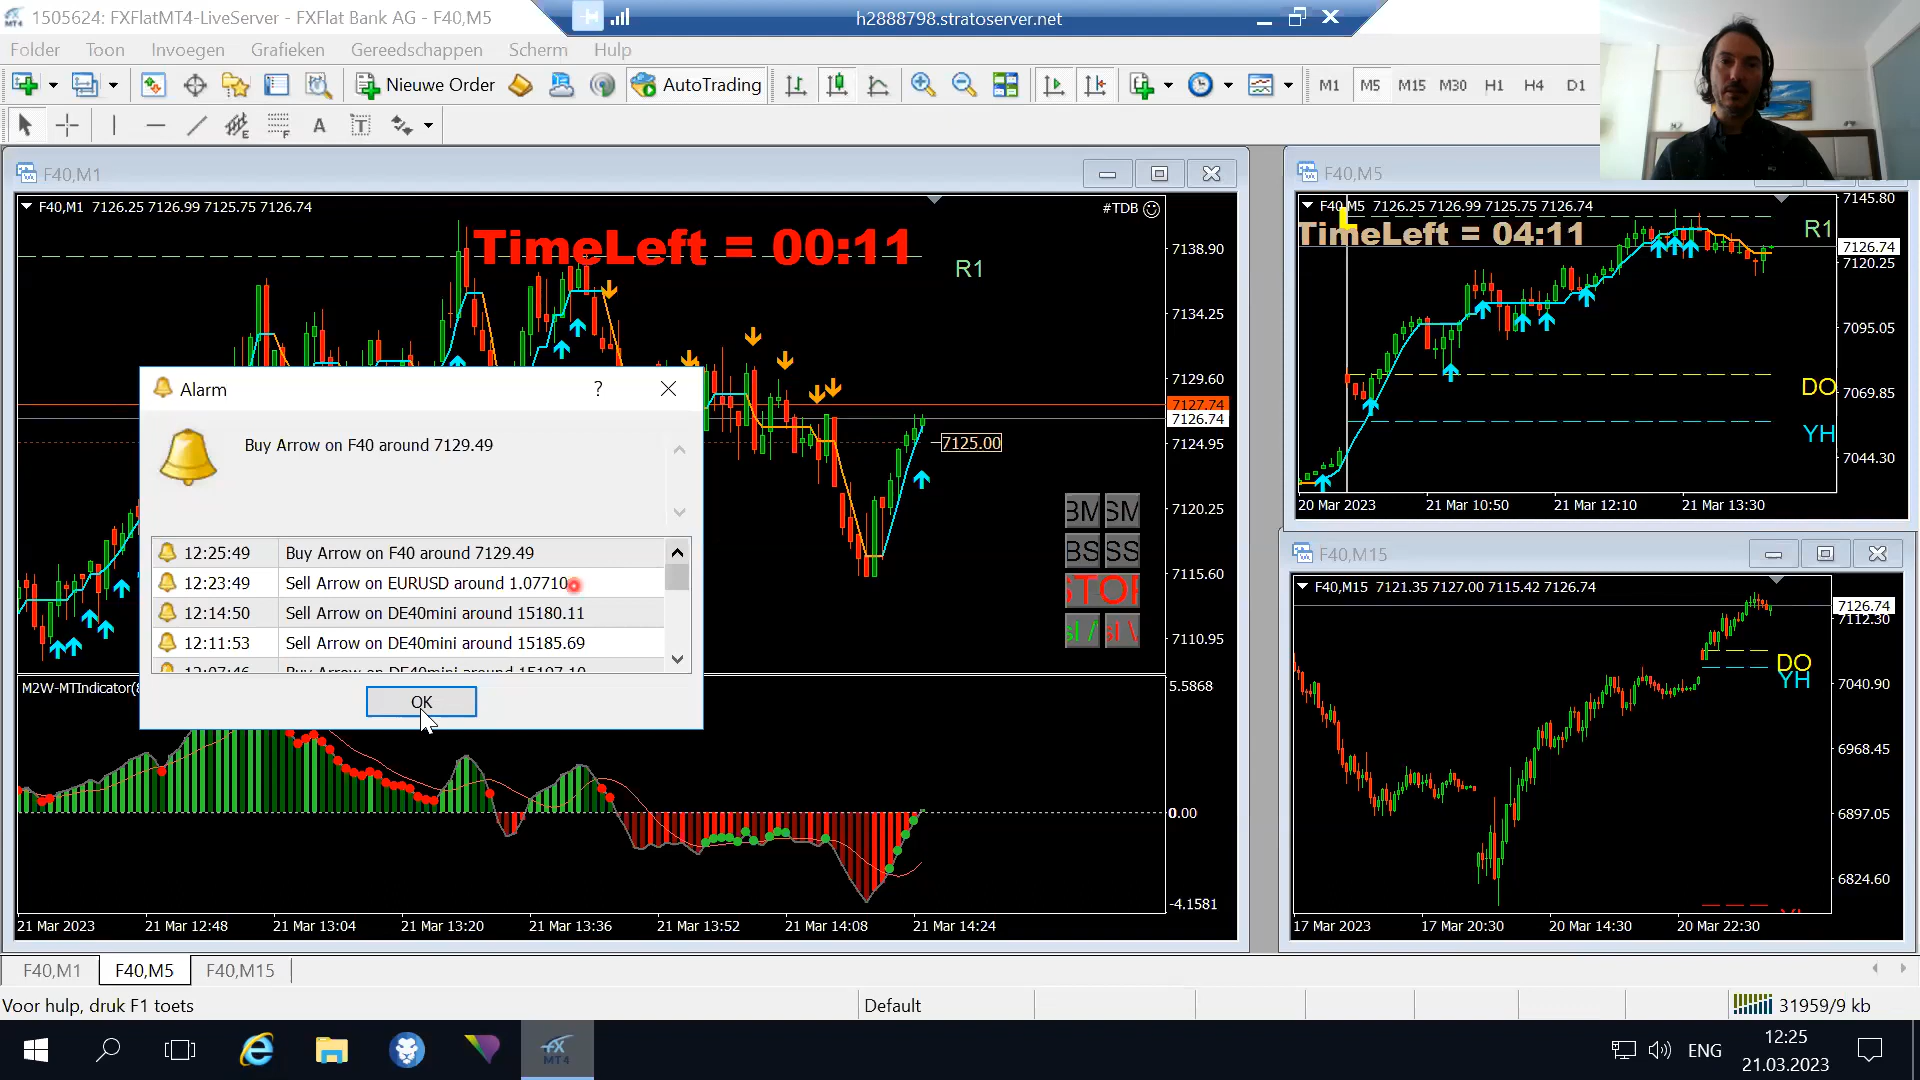 1505624: FXFlatMT4-LiveServer - FXFlat Bank AG - F40,M5
h2888798.stratoserver.net
Folder Toon Invoegen Grafieken Gereedschappen Scherm Hulp
Nieuwe Order AutoTrading M1 M5 M15 M30 H1 H4 D1
F40,M1
F40,M1 7126.25 7126.99 7125.75 7126.74
#TDB
TimeLeft = 00:11
R1
7138.90
7134.25
7129.60
7127.74
7126.74
7124.95
7120.25
7115.60
7110.95
7125.00
BM SM
BS SS
STOP
sl / sl \
Alarm
Buy Arrow on F40 around 7129.49
12:25:49 Buy Arrow on F40 around 7129.49
12:23:49 Sell Arrow on EURUSD around 1.07710
12:14:50 Sell Arrow on DE40mini around 15180.11
12:11:53 Sell Arrow on DE40mini around 15185.69
OK
M2W-MTIndicator(
5.5868
0.00
-4.1581
21 Mar 2023 21 Mar 12:48 21 Mar 13:04 21 Mar 13:20 21 Mar 13:36 21 Mar 13:52 21 Mar 14:08 21 Mar 14:24
F40,M5
F40,M5 7126.25 7126.99 7125.75 7126.74
TimeLeft = 04:11
L
R1
DO
YH
7145.80
7126.74
7120.25
7095.05
7069.85
7044.30
20 Mar 2023 21 Mar 10:50 21 Mar 12:10 21 Mar 13:30
F40,M15
F40,M15 7121.35 7127.00 7115.42 7126.74
DO
YH
7126.74
7112.30
7040.90
6968.45
6897.05
6824.60
17 Mar 2023 17 Mar 20:30 20 Mar 14:30 20 Mar 22:30
F40,M1 F40,M5 F40,M15
Voor hulp, druk F1 toets
Default
31959/9 kb
FX
MT4
ENG
12:25
21.03.2023